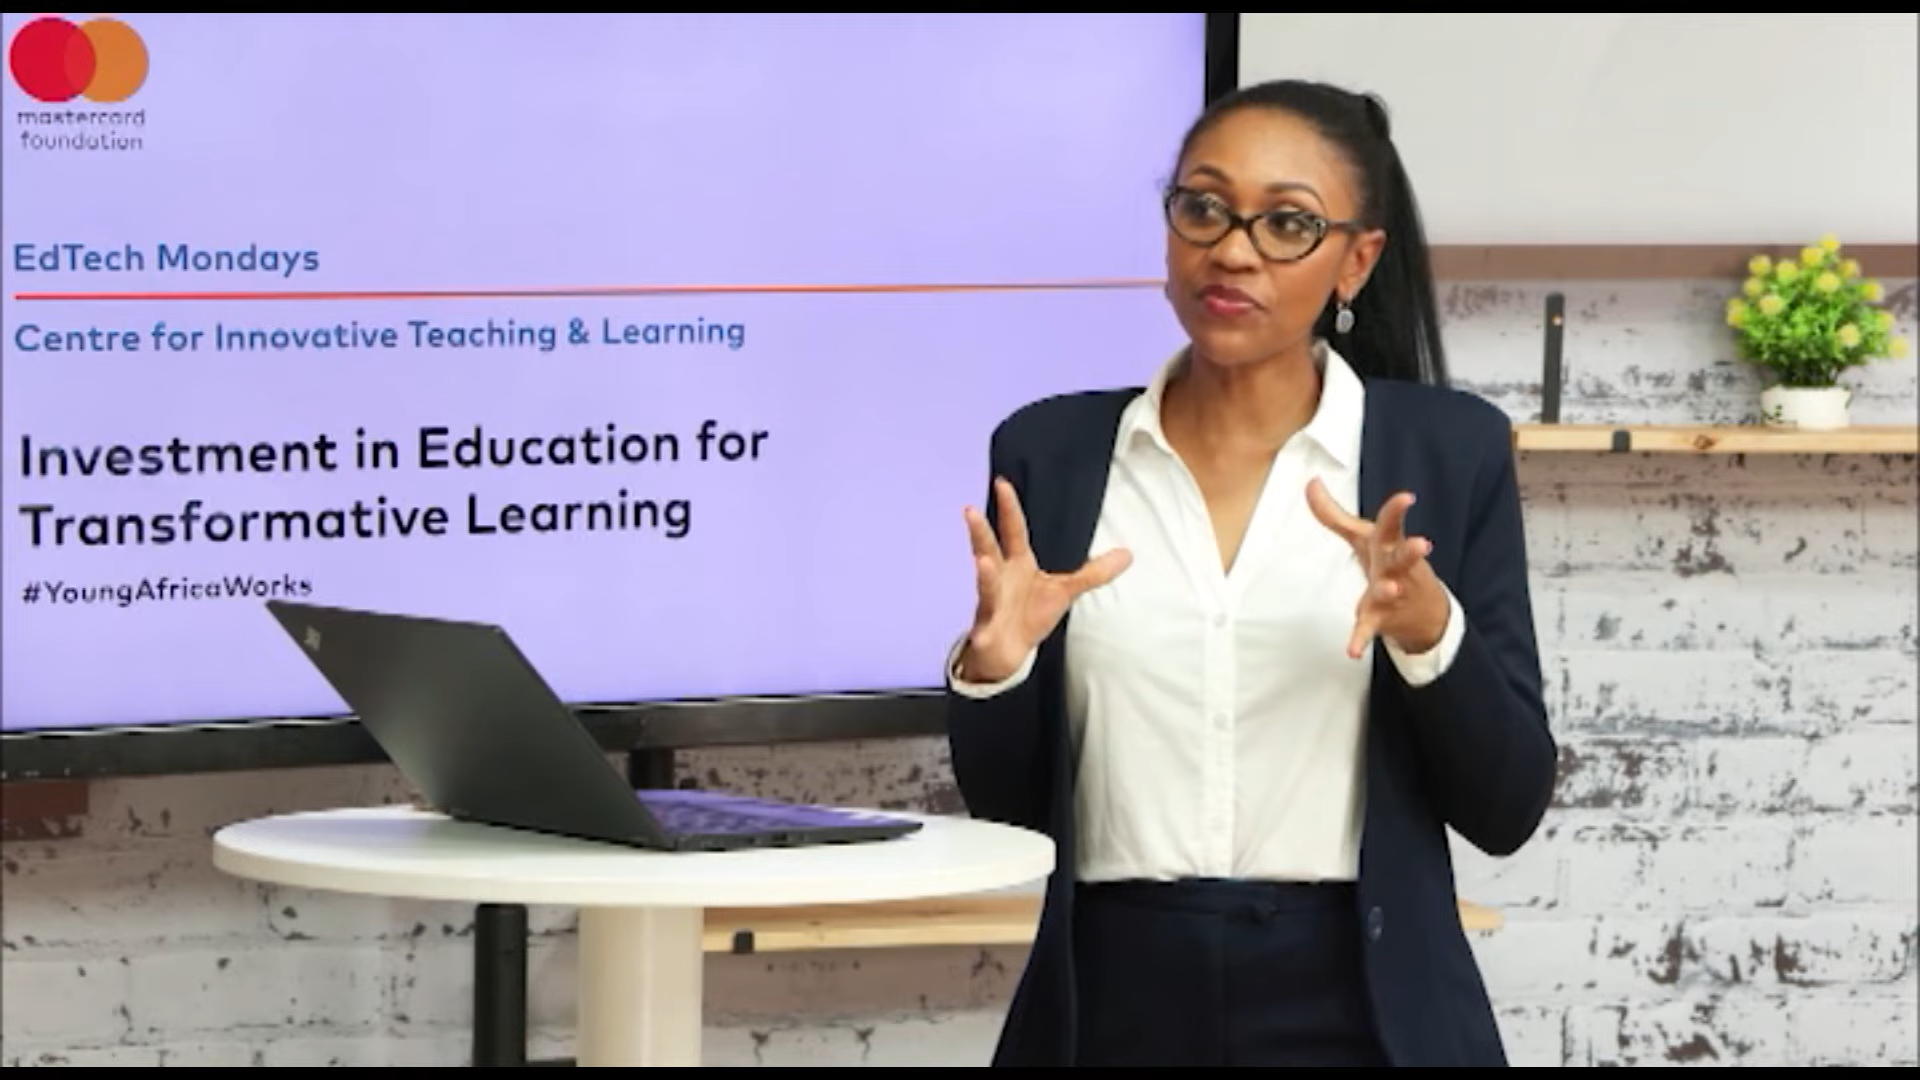 mastercard
foundation
EdTech Mondays
Centre for Innovative Teaching & Learning
Investment in Education for
Transformative Learning
#YoungAfricaWorks